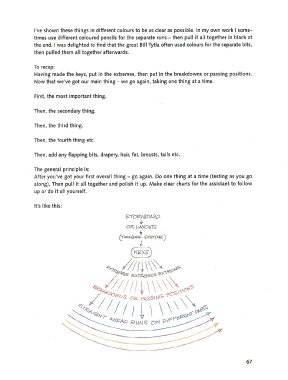 I've shown these things in different colours to be as clear as possible. In my own work I some-
times use different coloured pencils for the separate runs – then pull it all together in black at
the end. I was delighted to find that the great Bill Tytla often used colours for the separate bits,
then pulled them all together afterwards.
To recap:
Having made the keys, put in the extremes, then put in the breakdowns or passing positions.
Now that we've got our main thing – we go again, taking one thing at a time.
First, the most important thing.
Then, the secondary thing.
Then, the third thing.
Then, the fourth thing etc.
Then, add any flapping bits, drapery, hair, fat, breasts, tails etc.
The general principle is:
After you've got your first overall thing – go again. Do one thing at a time (testing as you go
along). Then pull it all together and polish it up. Make clear charts for the assistant to follow
up or do it all yourself.
It's like this:
STORYBOARD
OR LAYOUTS
(THUMBNAIL SKETCHES)
KEYS
EXTREMES EXTREMES EXTREMES
BREAKDOWNS OR PASSING POSITIONS
STRAIGHT AHEAD RUNS ON DIFFERENT PARTS
67